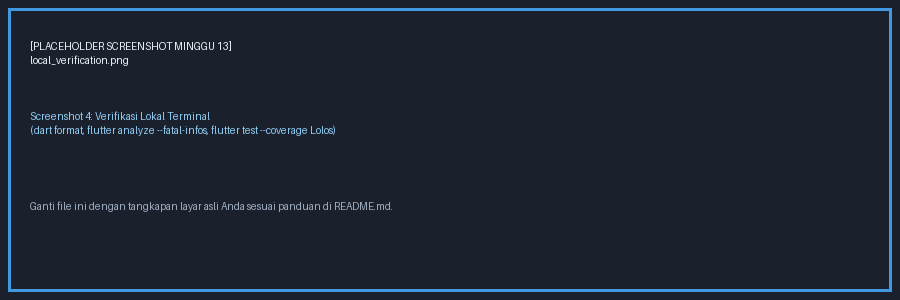 [PLACEHOLDER SCREENSHOT MINGGU 13]
local_verification.png
Screenshot 4: Verifikasi Lokal Terminal
(dart format, flutter analyze --fatal-infos, flutter test --coverage Lolos)
Ganti file ini dengan tangkapan layar asli Anda sesuai panduan di README.md.